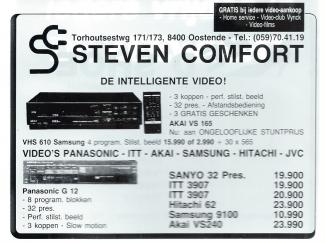 GRATIS bij iedere video-aankoop
- Home service - Video-club Vynck
- Video-films
Torhoutsestwg 171/173, 8400 Oostende - Tel.: (059)70.41.19
SC STEVEN COMFORT
DE INTELLIGENTE VIDEO!
- 3 koppen - perf. stilst. beeld
- 32 pres. - Afstandsbediening
- 3 GRATIS GESCHENKEN
AKAI VS 165
Nu: aan ONGELOOFLIJKE STUNTPRIJS
VHS 610 Samsung 4 program. Stilst. beeld 15.990 of 2.990 + 30 x 565
VIDEO'S PANASONIC - ITT - AKAI - SAMSUNG - HITACHI - JVC
Panasonic G 12
- 8 program. blokken
- 32 pres.
- Perf. stilst. beeld
- 3 koppen - Slow motion
SANYO 32 Pres. 19.900
ITT 3907 19.900
ITT 3907 20.900
Hitachi 62 23.900
Samsung 9100 10.990
Akai VS240 23.990